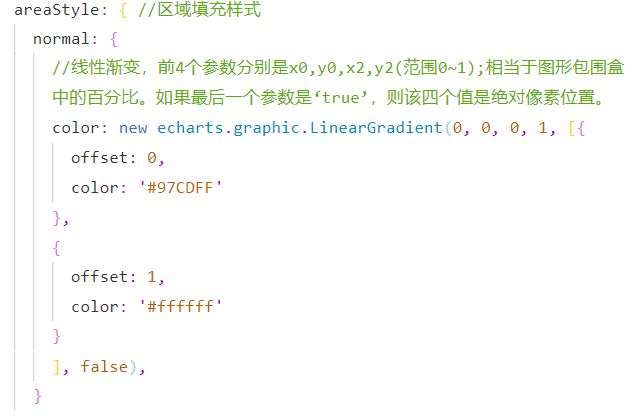 areaStyle: { //区域填充样式
normal: {
//线性渐变，前4个参数分别是x0,y0,x2,y2(范围0~1);相当于图形包围盒
中的百分比。如果最后一个参数是‘true’，则该四个值是绝对像素位置。
color: new echarts.graphic.LinearGradient(0, 0, 0, 1, [{
offset: 0,
color: '#97CDFF'
},
{
offset: 1,
color: '#ffffff'
}
], false),
}